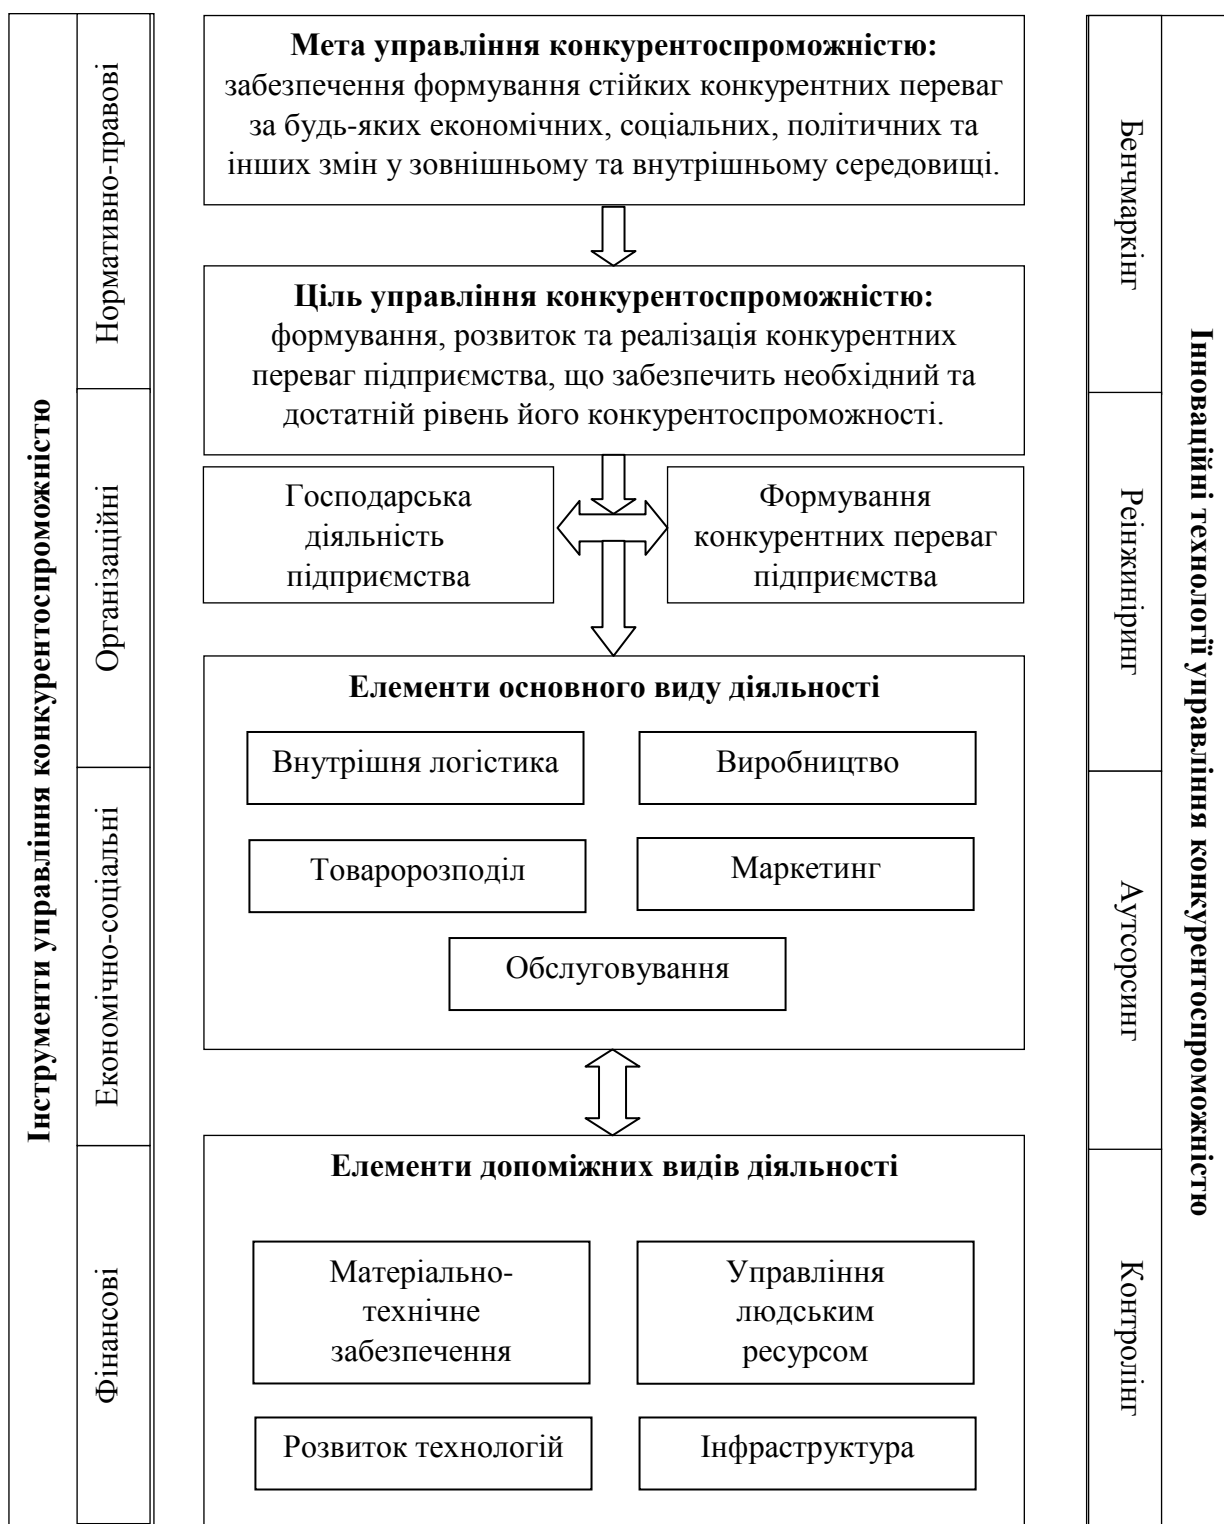 Інструменти управління конкурентоспроможністю
Нормативно-правові
Організаційні
Економічно-соціальні
Фінансові
Мета управління конкурентоспроможністю:
забезпечення формування стійких конкурентних переваг
за будь-яких економічних, соціальних, політичних та
інших змін у зовнішньому та внутрішньому середовищі.
Ціль управління конкурентоспроможністю:
формування, розвиток та реалізація конкурентних
переваг підприємства, що забезпечить необхідний та
достатній рівень його конкурентоспроможності.
Господарська
діяльність
підприємства
Формування
конкурентних переваг
підприємства
Елементи основного виду діяльності
Внутрішня логістика
Виробництво
Товаророзподіл
Маркетинг
Обслуговування
Елементи допоміжних видів діяльності
Матеріально-
технічне
забезпечення
Управління
людським
ресурсом
Розвиток технологій
Інфраструктура
Бенчмаркінг
Реінжиніринг
Аутсорсинг
Контролінг
Інноваційні технології управління конкурентоспроможністю